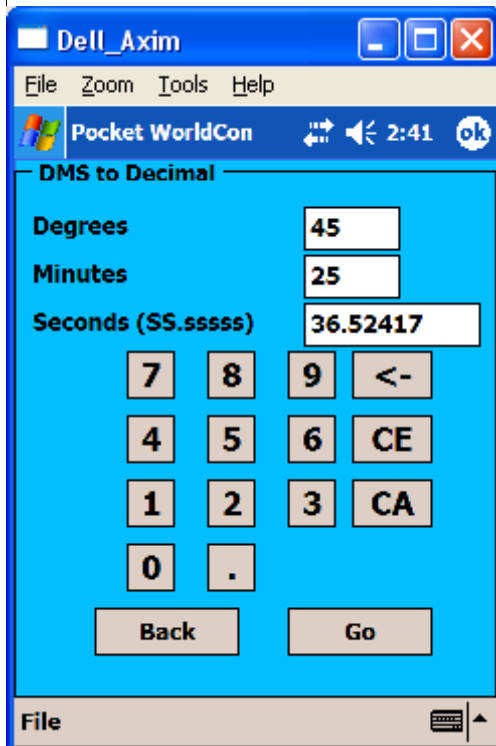 Dell_Axim
File Zoom Tools Help
Pocket WorldCon 2:41 ok
DMS to Decimal
Degrees 45
Minutes 25
Seconds (SS.sssss) 36.52417
7 8 9 <-
4 5 6 CE
1 2 3 CA
0 .
Back Go
File